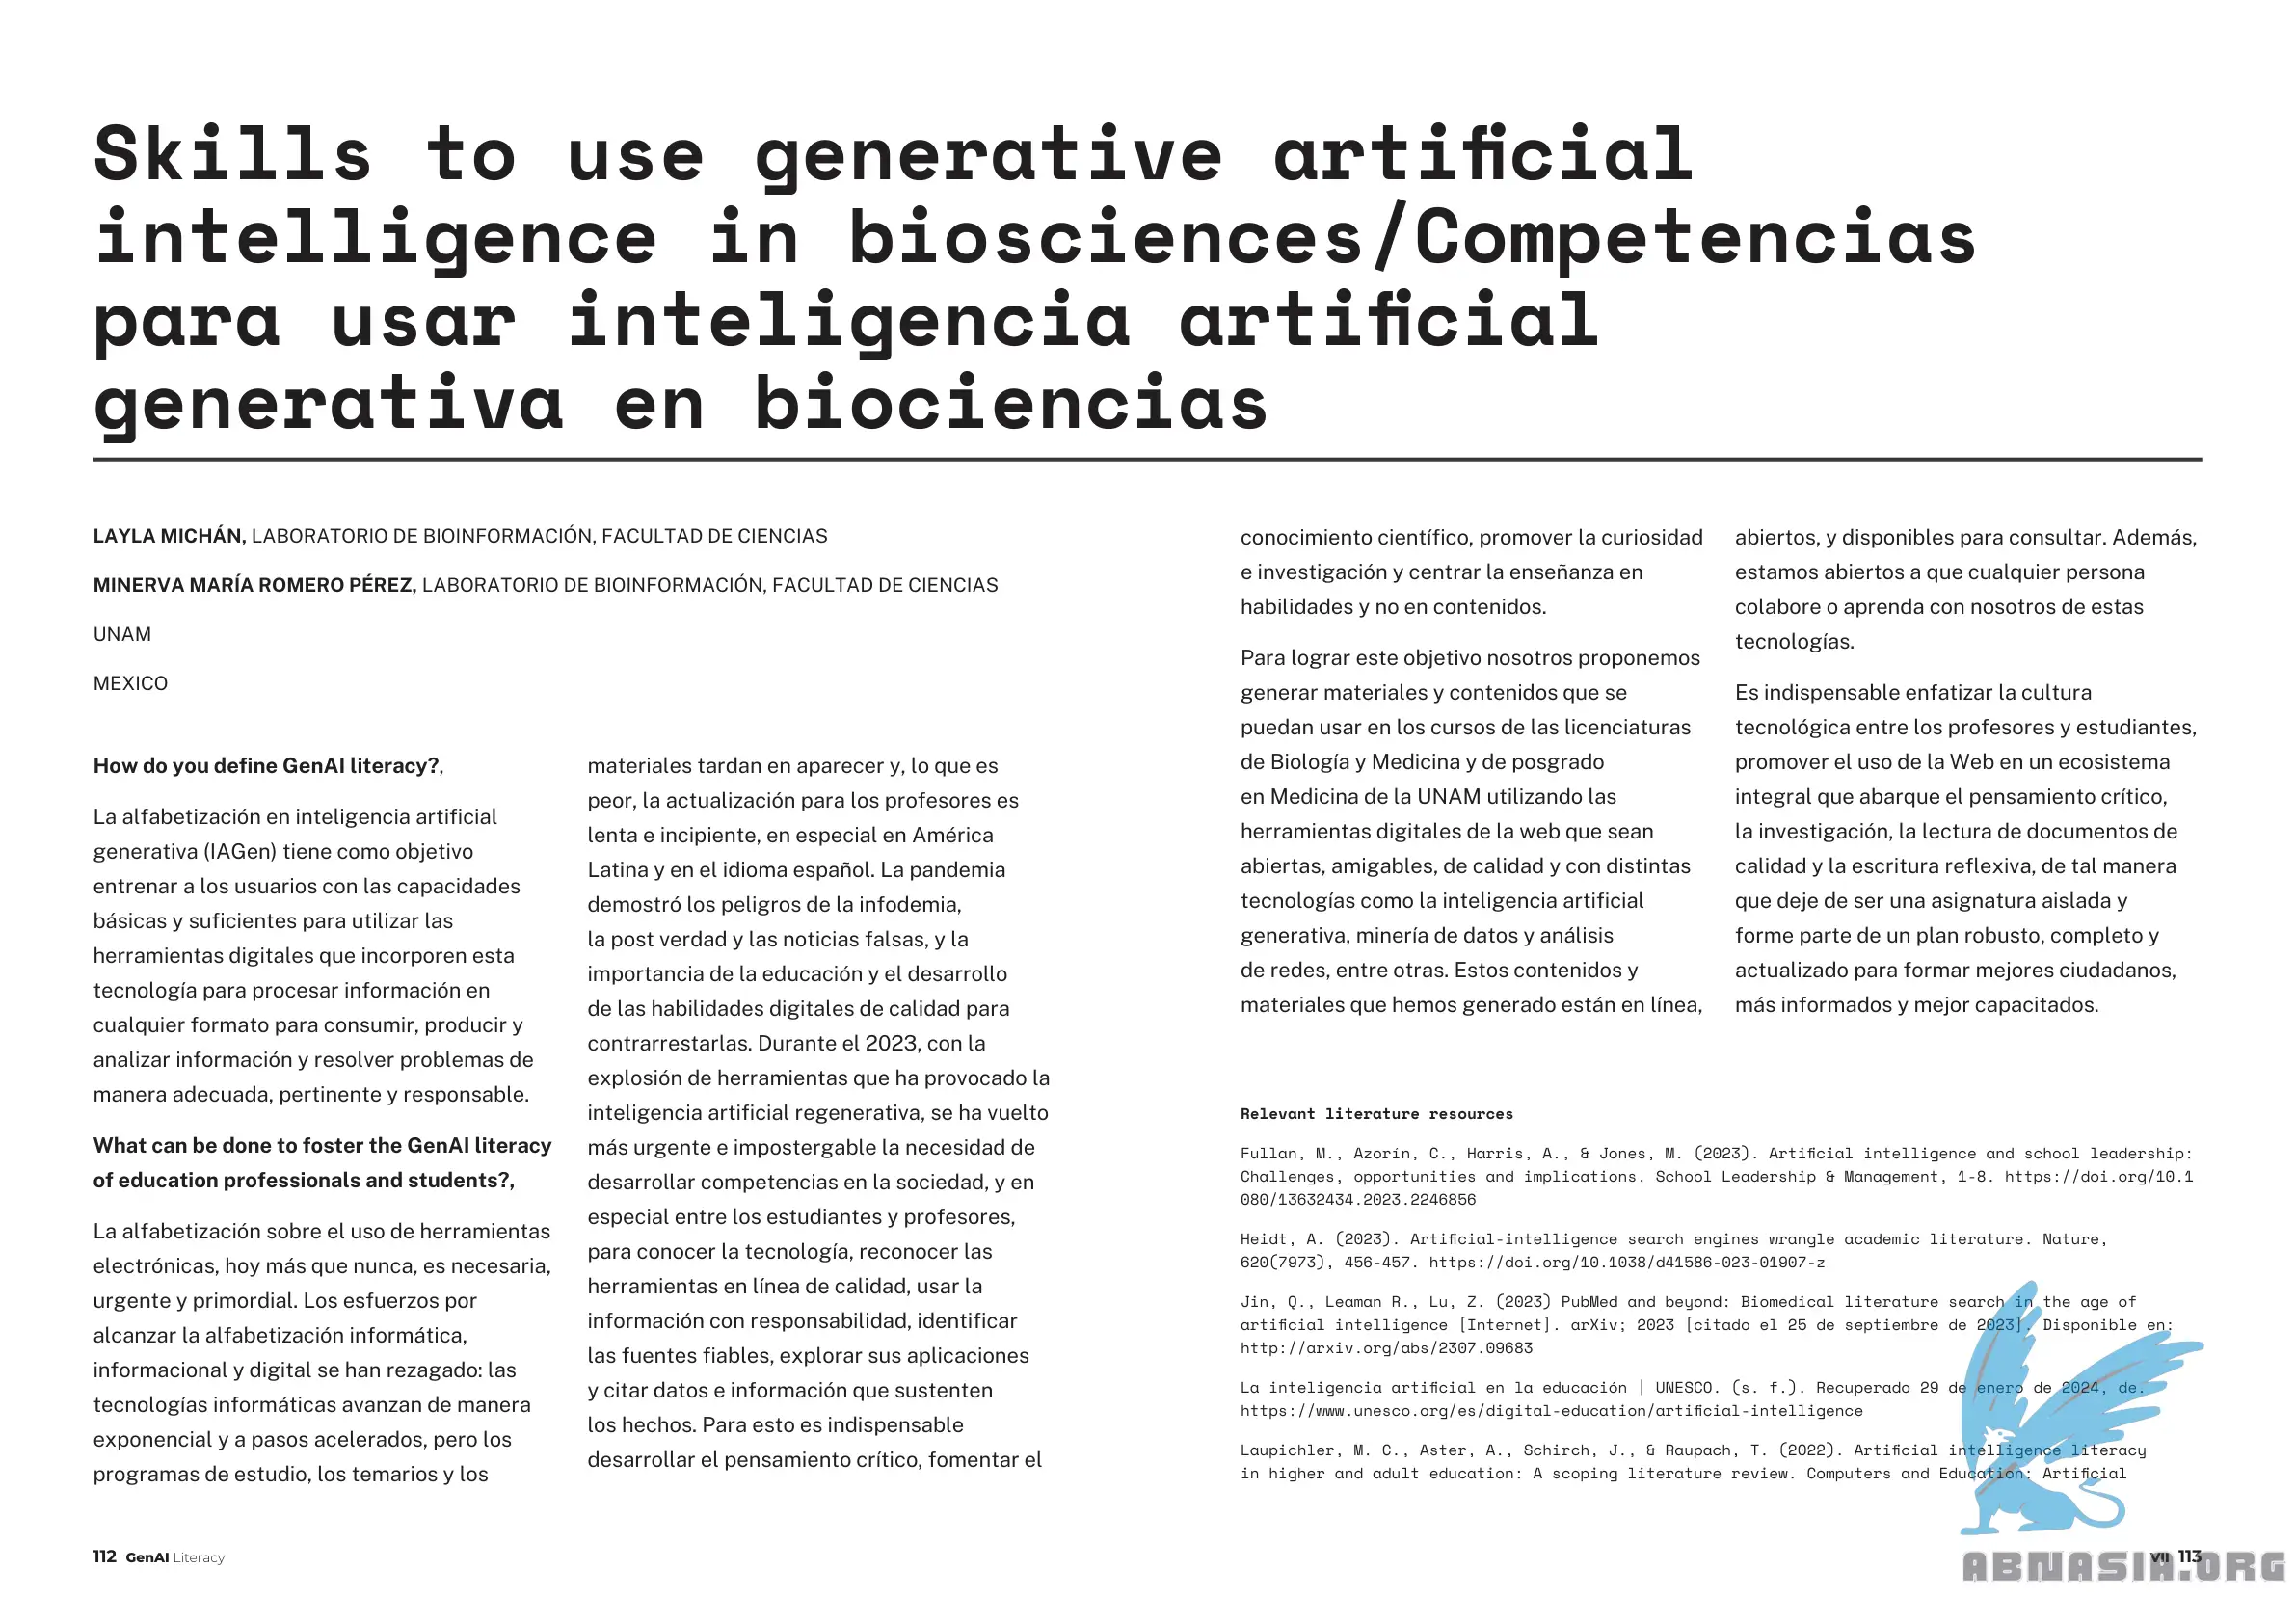 Skills to use generative artificial
intelligence in biosciences/Competencias
para usar inteligencia artificial
generativa en biociencias
LAYLA MICHÁN, LABORATORIO DE BIOINFORMACIÓN, FACULTAD DE CIENCIAS
MINERVA MARÍA ROMERO PÉREZ, LABORATORIO DE BIOINFORMACIÓN, FACULTAD DE CIENCIAS
UNAM
MEXICO
How do you define GenAI literacy?,
La alfabetización en inteligencia artificial
generativa (IAGen) tiene como objetivo
entrenar a los usuarios con las capacidades
básicas y suficientes para utilizar las
herramientas digitales que incorporen esta
tecnología para procesar información en
cualquier formato para consumir, producir y
analizar información y resolver problemas de
manera adecuada, pertinente y responsable.
What can be done to foster the GenAI literacy
of education professionals and students?,
La alfabetización sobre el uso de herramientas
electrónicas, hoy más que nunca, es necesaria,
urgente y primordial. Los esfuerzos por
alcanzar la alfabetización informática,
informacional y digital se han rezagado: las
tecnologías informáticas avanzan de manera
exponencial y a pasos acelerados, pero los
programas de estudio, los temarios y los
materiales tardan en aparecer y, lo que es
peor, la actualización para los profesores es
lenta e incipiente, en especial en América
Latina y en el idioma español. La pandemia
demostró los peligros de la infodemia,
la post verdad y las noticias falsas, y la
importancia de la educación y el desarrollo
de las habilidades digitales de calidad para
contrarrestarlas. Durante el 2023, con la
explosión de herramientas que ha provocado la
inteligencia artificial regenerativa, se ha vuelto
más urgente e impostergable la necesidad de
desarrollar competencias en la sociedad, y en
especial entre los estudiantes y profesores,
para conocer la tecnología, reconocer las
herramientas en línea de calidad, usar la
información con responsabilidad, identificar
las fuentes fiables, explorar sus aplicaciones
y citar datos e información que sustenten
los hechos. Para esto es indispensable
desarrollar el pensamiento crítico, fomentar el
conocimiento científico, promover la curiosidad
e investigación y centrar la enseñanza en
habilidades y no en contenidos.
Para lograr este objetivo nosotros proponemos
generar materiales y contenidos que se
puedan usar en los cursos de las licenciaturas
de Biología y Medicina y de posgrado
en Medicina de la UNAM utilizando las
herramientas digitales de la web que sean
abiertas, amigables, de calidad y con distintas
tecnologías como la inteligencia artificial
generativa, minería de datos y análisis
de redes, entre otras. Estos contenidos y
materiales que hemos generado están en línea,
abiertos, y disponibles para consultar. Además,
estamos abiertos a que cualquier persona
colabore o aprenda con nosotros de estas
tecnologías.
Es indispensable enfatizar la cultura
tecnológica entre los profesores y estudiantes,
promover el uso de la Web en un ecosistema
integral que abarque el pensamiento crítico,
la investigación, la lectura de documentos de
calidad y la escritura reflexiva, de tal manera
que deje de ser una asignatura aislada y
forme parte de un plan robusto, completo y
actualizado para formar mejores ciudadanos,
más informados y mejor capacitados.
Relevant literature resources
Fullan, M., Azorín, C., Harris, A., & Jones, M. (2023). Artificial intelligence and school leadership:
Challenges, opportunities and implications. School Leadership & Management, 1-8. https://doi.org/10.1
080/13632434.2023.2246856
Heidt, A. (2023). Artificial-intelligence search engines wrangle academic literature. Nature,
620(7973), 456-457. https://doi.org/10.1038/d41586-023-01907-z
Jin, Q., Leaman R., Lu, Z. (2023) PubMed and beyond: Biomedical literature search in the age of
artificial intelligence [Internet]. arXiv; 2023 [citado el 25 de septiembre de 2023]. Disponible en:
http://arxiv.org/abs/2307.09683
La inteligencia artificial en la educación | UNESCO. (s. f.). Recuperado 29 de enero de 2024, de.
https://www.unesco.org/es/digital-education/artificial-intelligence
Laupichler, M. C., Aster, A., Schirch, J., & Raupach, T. (2022). Artificial intelligence literacy
in higher and adult education: A scoping literature review. Computers and Education: Artificial
112 GenAI Literacy
VII 113
ABNASIA.ORG